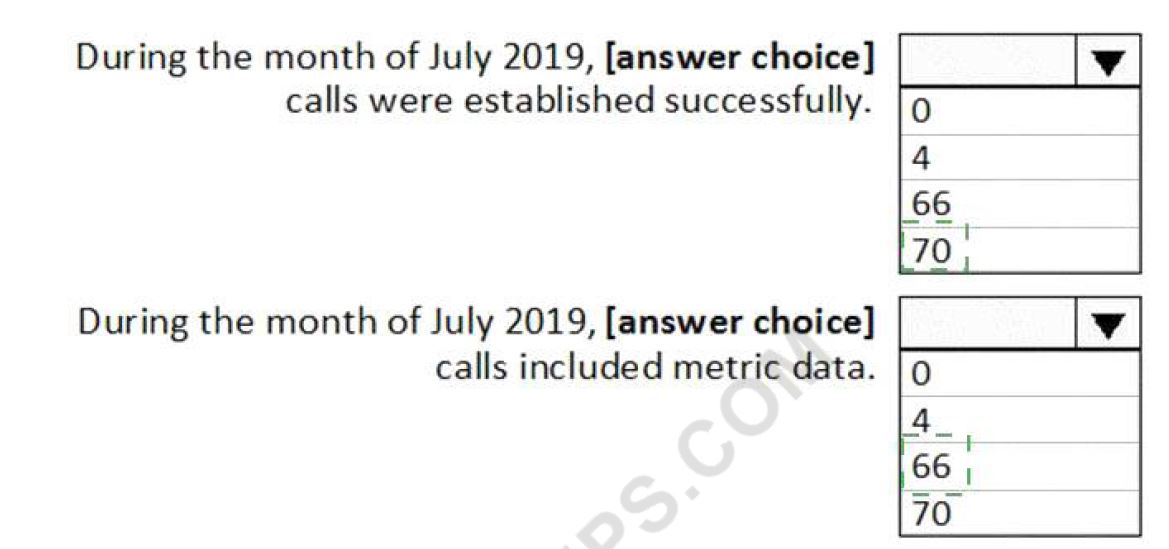 During the month of July 2019, [answer choice]
calls were established successfully.
0
4
66
70
During the month of July 2019, [answer choice]
calls included metric data.
0
4
66
70
PS.COM